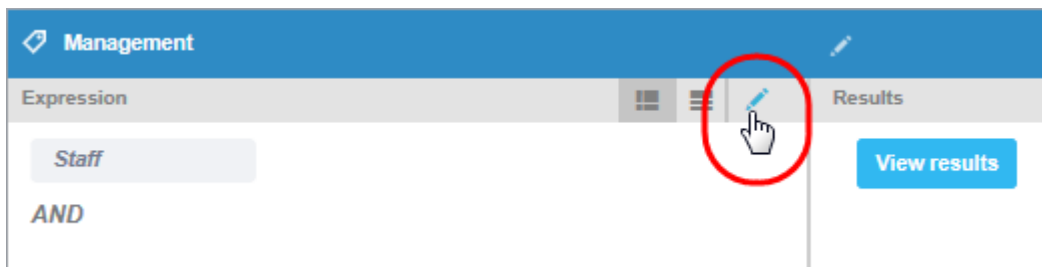 Management
Expression
Results
Staff
View results
AND